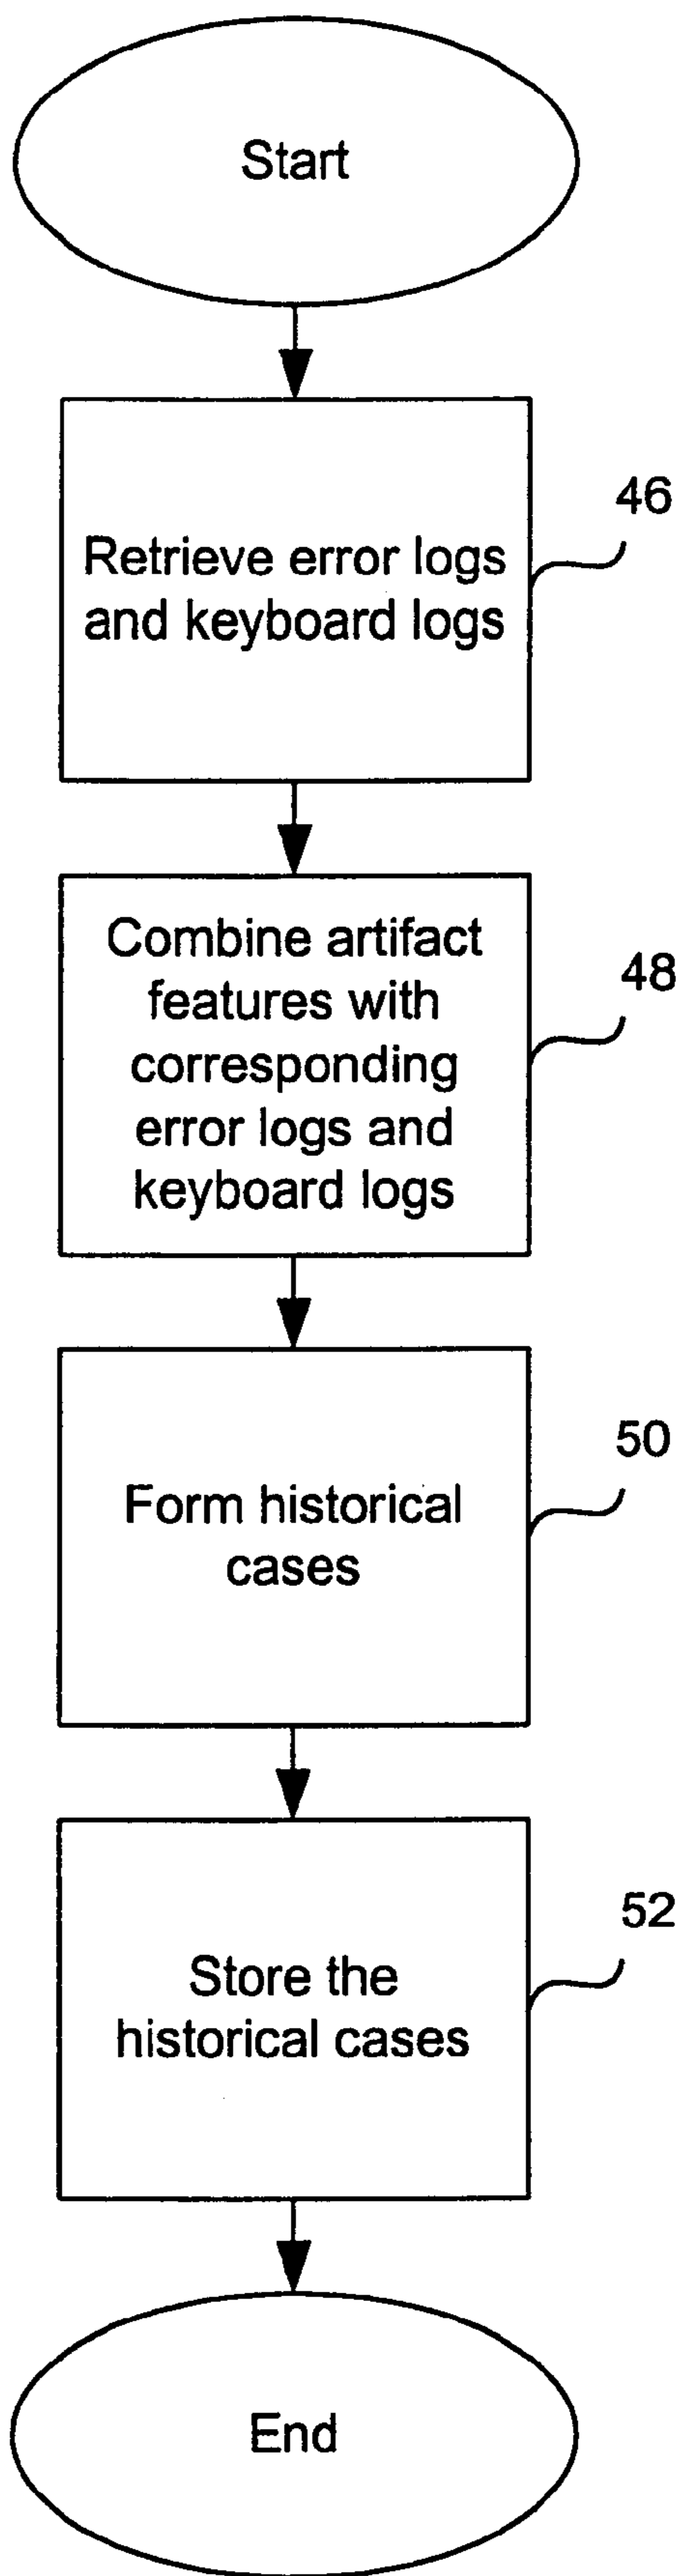 Start
46
Retrieve error logs
and keyboard logs
48
Combine artifact
features with
corresponding
error logs and
keyboard logs
50
Form historical
cases
52
Store the
historical cases
End